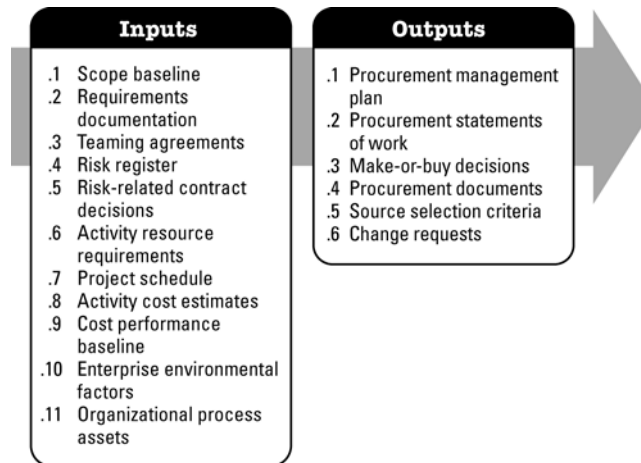 Inputs
.1 Scope baseline
.2 Requirements
documentation
.3 Teaming agreements
.4 Risk register
.5 Risk-related contract
decisions
.6 Activity resource
requirements
.7 Project schedule
.8 Activity cost estimates
.9 Cost performance
baseline
.10 Enterprise environmental
factors
.11 Organizational process
assets
Outputs
.1 Procurement management
plan
.2 Procurement statements
of work
.3 Make-or-buy decisions
.4 Procurement documents
.5 Source selection criteria
.6 Change requests